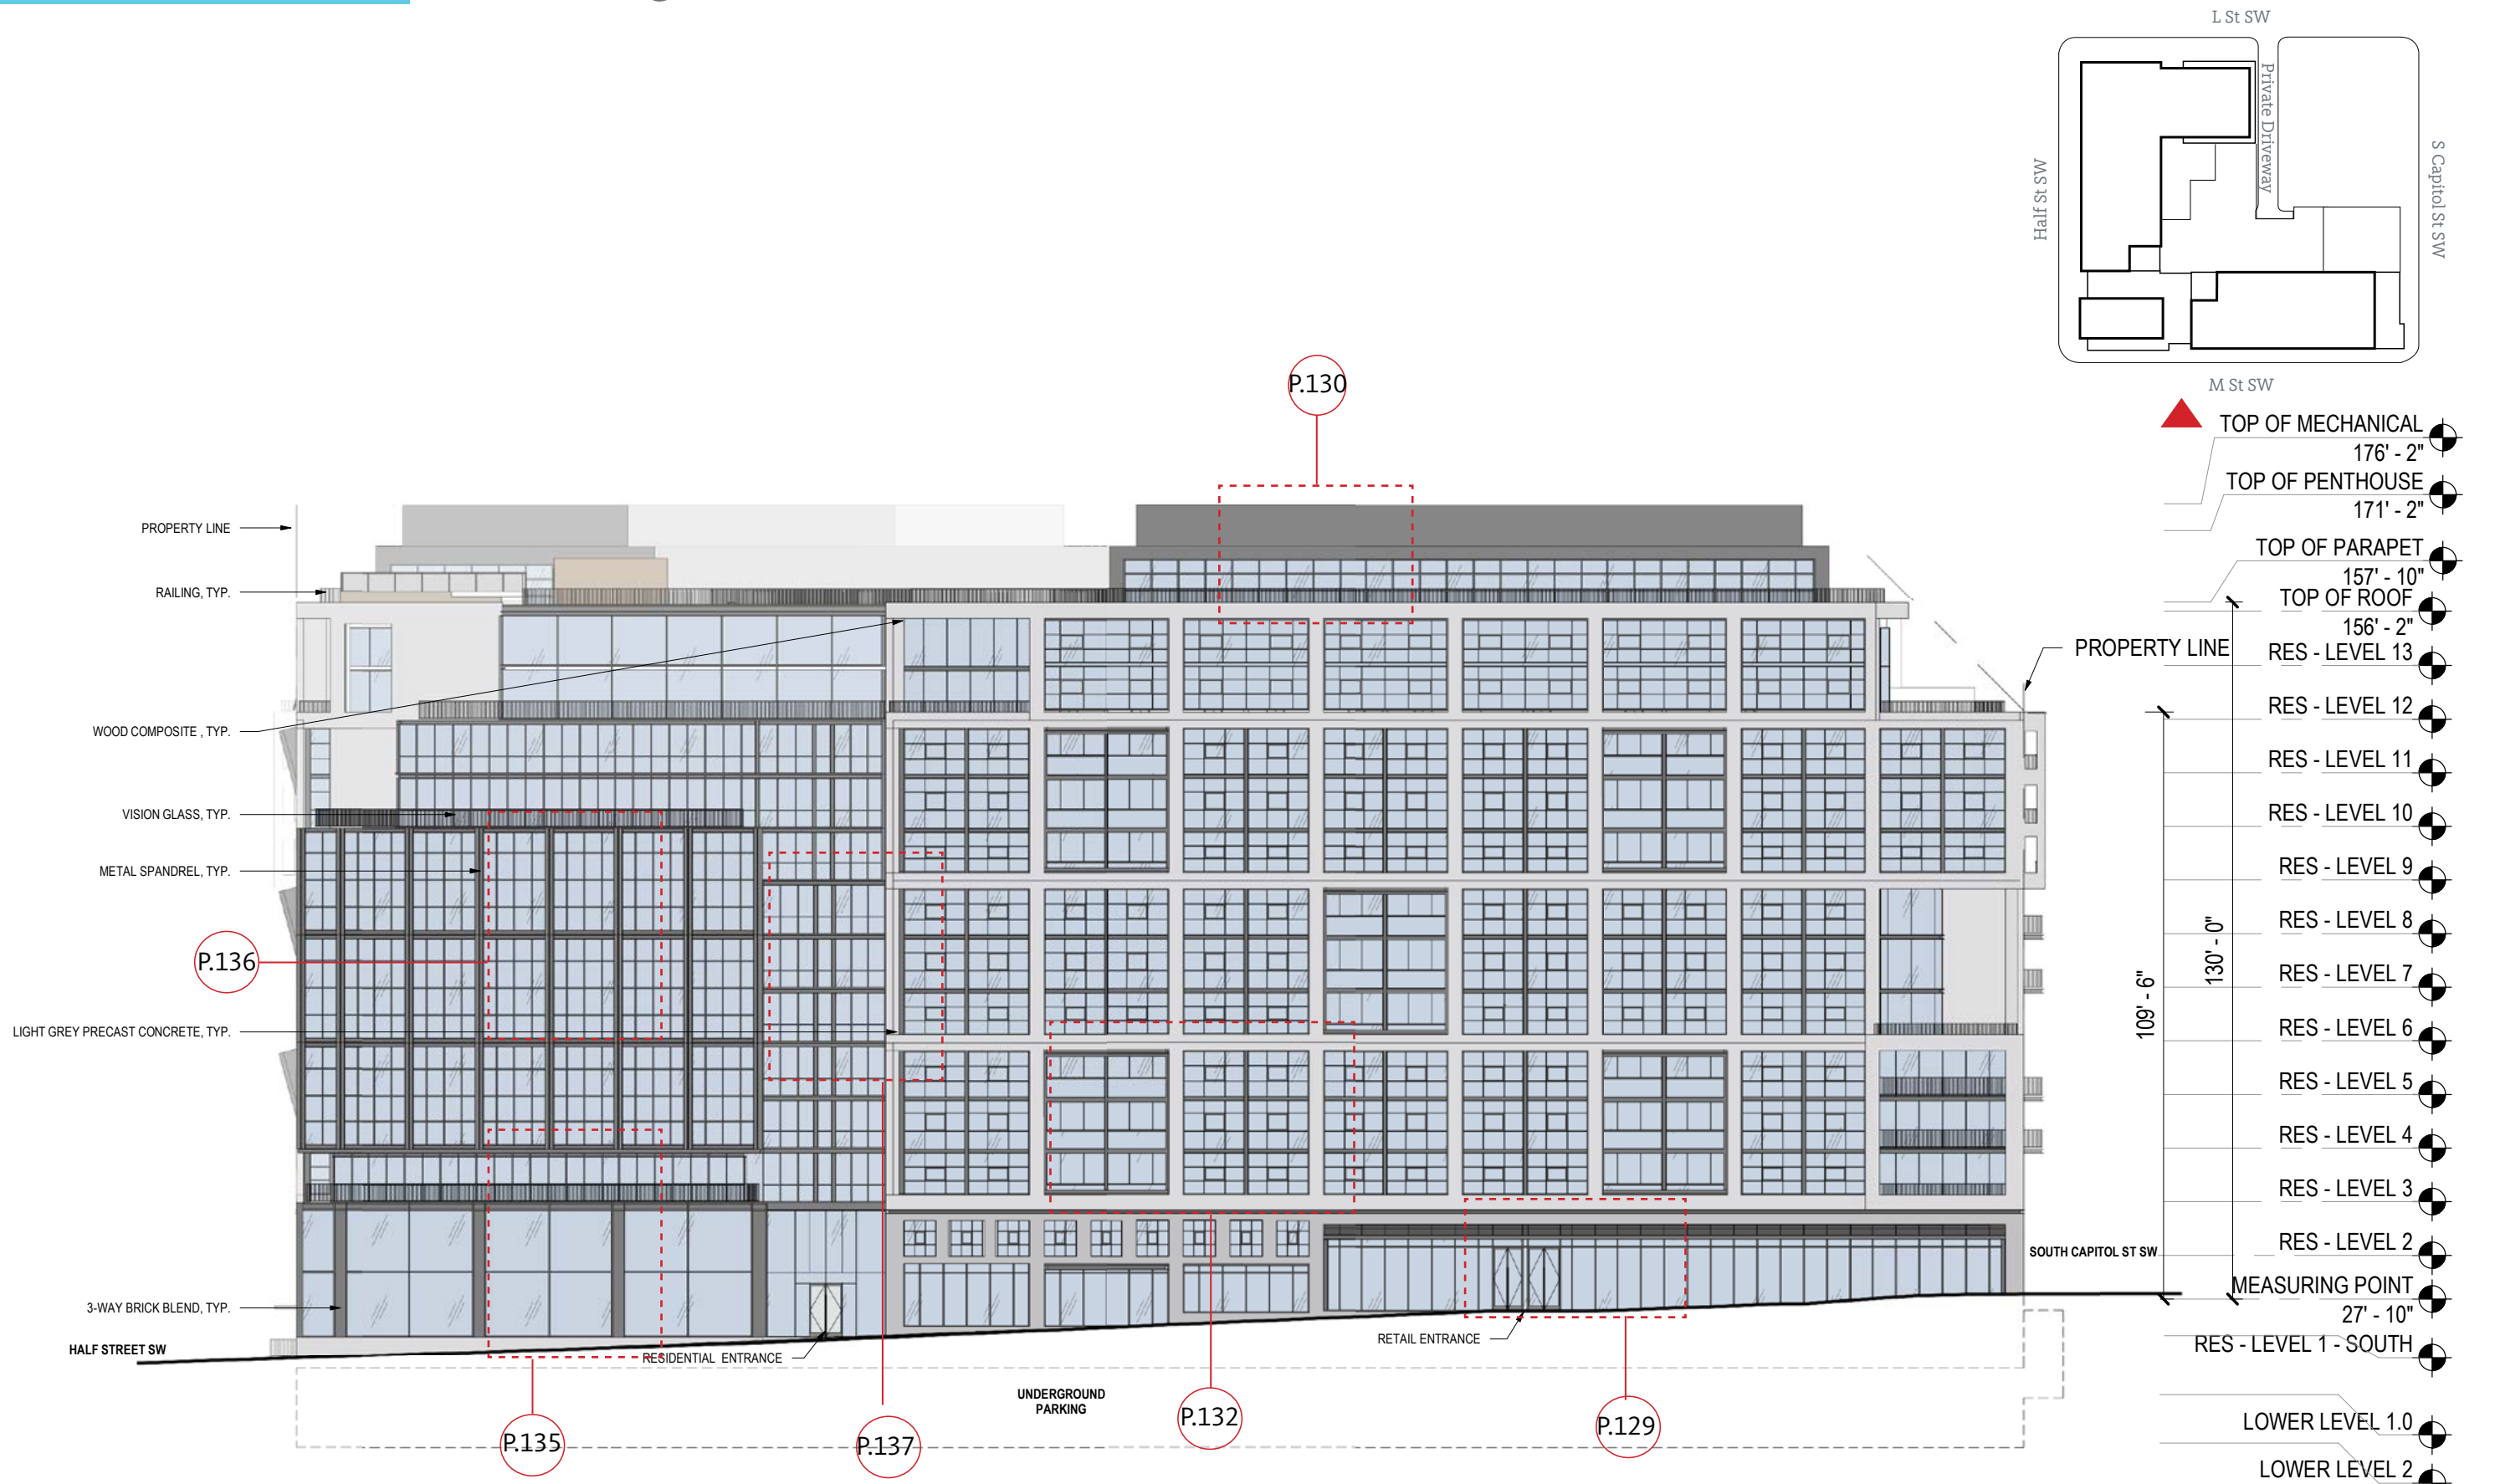 L St SW
Private Driveway
Half St SW
S Capitol St SW
M St SW
P.130
TOP OF MECHANICAL
176' - 2"
TOP OF PENTHOUSE
171' - 2"
TOP OF PARAPET
157' - 10"
TOP OF ROOF
156' - 2"
PROPERTY LINE
RES - LEVEL 13
RES - LEVEL 12
RES - LEVEL 11
RES - LEVEL 10
RES - LEVEL 9
RES - LEVEL 8
RES - LEVEL 7
RES - LEVEL 6
RES - LEVEL 5
RES - LEVEL 4
RES - LEVEL 3
RES - LEVEL 2
MEASURING POINT
27' - 10"
RES - LEVEL 1 - SOUTH
LOWER LEVEL 1.0
LOWER LEVEL 2
109' - 6"
130' - 0"
SOUTH CAPITOL ST SW
PROPERTY LINE
RAILING, TYP.
WOOD COMPOSITE , TYP.
VISION GLASS, TYP.
METAL SPANDREL, TYP.
P.136
LIGHT GREY PRECAST CONCRETE, TYP.
3-WAY BRICK BLEND, TYP.
HALF STREET SW
RESIDENTIAL ENTRANCE
RETAIL ENTRANCE
UNDERGROUND
PARKING
P.135
P.137
P.132
P.129